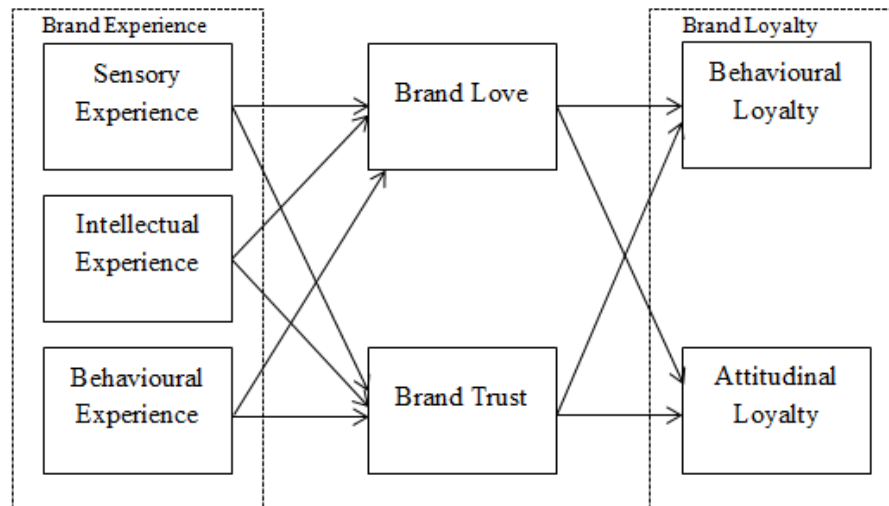 Brand Experience
Sensory
Experience
Intellectual
Experience
Behavioural
Experience
Brand Love
Brand Trust
Brand Loyalty
Behavioural
Loyalty
Attitudinal
Loyalty